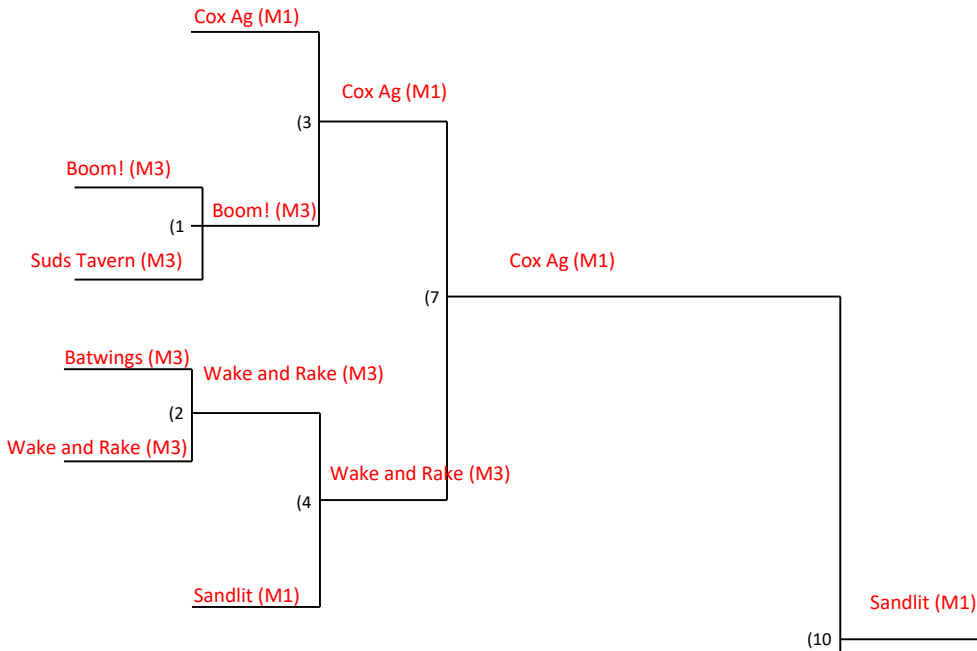 Cox Ag (M1)
Cox Ag (M1)
(3
Boom! (M3)
Boom! (M3)
(1
Suds Tavern (M3)
Cox Ag (M1)
(7
Batwings (M3)
Wake and Rake (M3)
(2
Wake and Rake (M3)
Wake and Rake (M3)
(4
Sandlit (M1)
Sandlit (M1)
(10